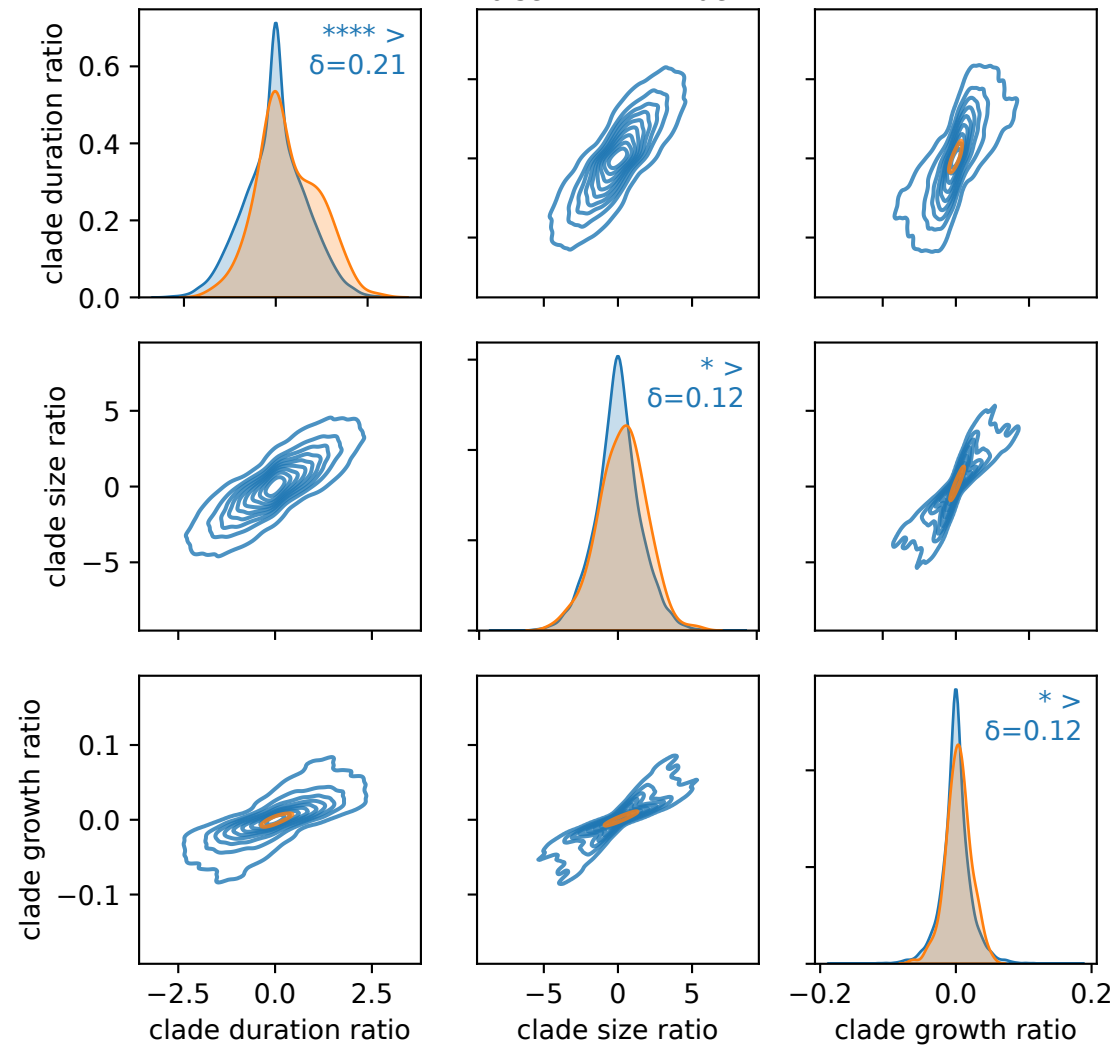 clade duration ratio
0.6
0.4
0.2
0.0
**** >
δ=0.21
clade size ratio
5
0
−5
* >
δ=0.12
clade growth ratio
0.1
0.0
−0.1
* >
δ=0.12
−2.5 0.0 2.5
−5 0 5
−0.2 0.0 0.2
clade duration ratio
clade size ratio
clade growth ratio